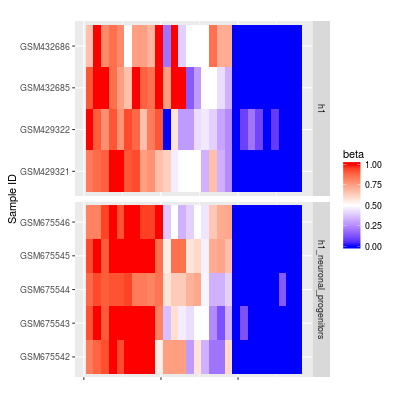 GSM432686
GSM432685
GSM429322
GSM429321
h1
GSM675546
GSM675545
GSM675544
GSM675543
GSM675542
h1_neuronal_progenitors
Sample ID
beta
1.00
0.75
0.50
0.25
0.00